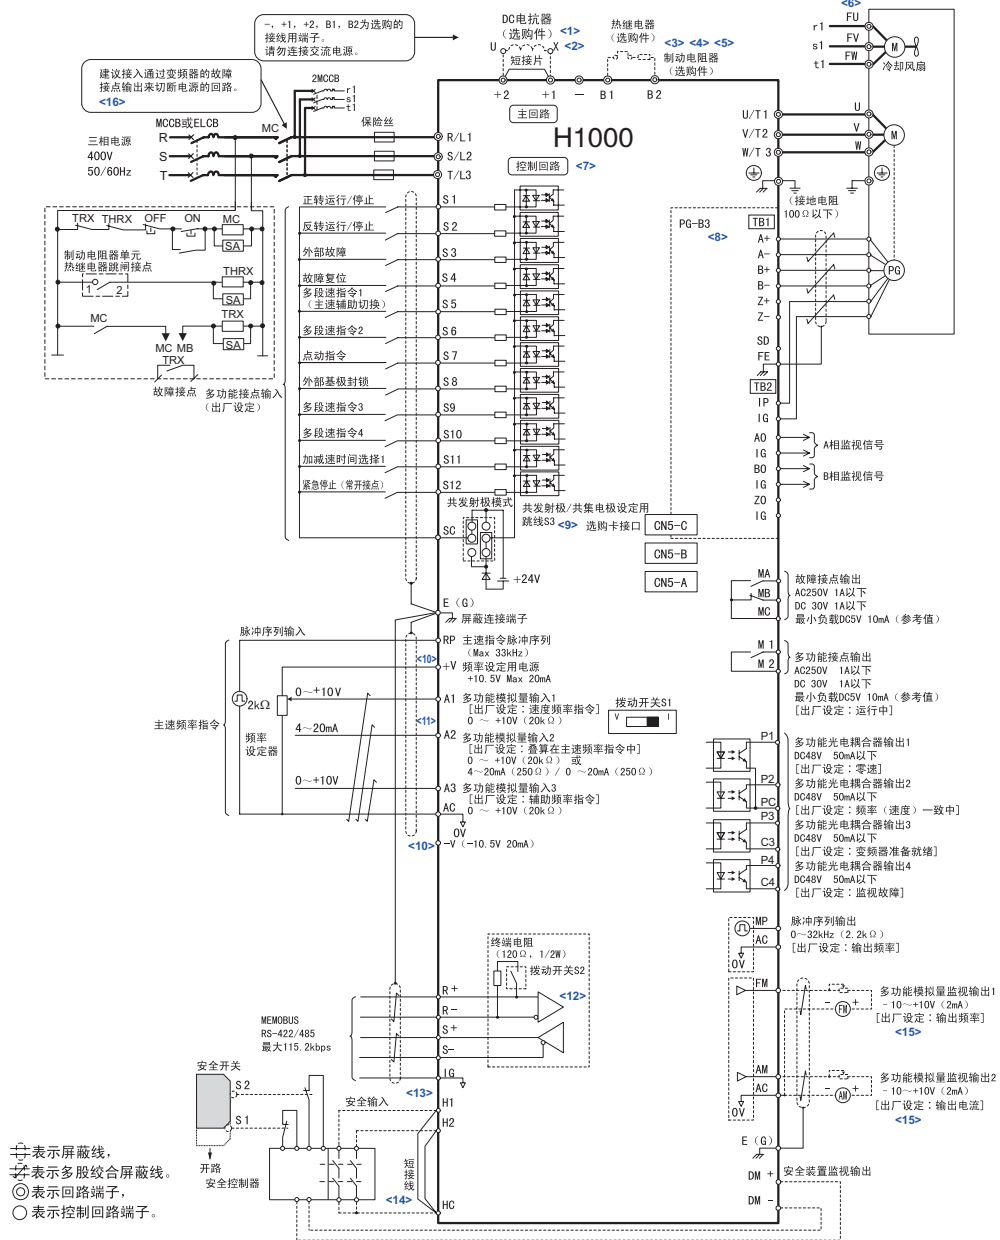 -, +1, +2, B1, B2为选购的
接线用端子。
请勿连接交流电源。
建议接入通过变频器的故障
接点输出来切断电源的回路。
<16>
DC电抗器
(选购件)
<1>
<2>
U X
短接片
热继电器
(选购件)
<3> <4> <5>
制动电阻器
(选购件)
+2 +1 − B1 B2
<6>
r1 FU
s1 FV
t1 FW
M
冷却风扇
2MCCB
r1
s1
t1
MCCB或ELCB
MC
保险丝
三相电源
400V
50/60Hz
R
S
T
R/L1
S/L2
T/L3
主回路
H1000
控制回路
<7>
U/T1 U
V/T2 V
W/T3 W
M
(接地电阻
100Ω以下)
TRX THRX OFF ON MC
SA
制动电阻器单元
热继电器跳闸接点
1 2
THRX
SA
MC
TRX
SA
MC MB
TRX
故障接点
多功能接点输入
(出厂设定)
正转运行/停止 S1
反转运行/停止 S2
外部故障 S3
故障复位 S4
多段速指令1
(主速辅助切换) S5
多段速指令2 S6
点动指令 S7
外部基极封锁 S8
多段速指令3 S9
多段速指令4 S10
加减速时间选择1 S11
紧急停止(常开接点) S12
SC
共发射极模式
+24V
共发射极/共集电极设定用
跳线S3 <9>
选购卡接口
CN5-C
CN5-B
CN5-A
PG-B3
<8>
TB1
A+
A-
B+
B-
Z+
Z-
PG
SD
FE
TB2
IP
IG
AO
IG
A相监视信号
BO
IG
B相监视信号
ZO
IG
E (G)
屏蔽连接端子
脉冲序列输入
RP 主速指令脉冲序列
(Max 33kHz)
<10>
+V 频率设定用电源
+10.5V Max 20mA
主速频率指令
2kΩ
频率
设定器
0～+10V
A1 多功能模拟量输入1
[出厂设定：速度频率指令]
0 ～ +10V (20kΩ)
<11>
4～20mA
A2 多功能模拟量输入2
[出厂设定：叠算在主速频率指令中]
0 ～ +10V (20kΩ) 或
4～20mA (250Ω) / 0 ～20mA (250Ω)
0～+10V
A3 多功能模拟量输入3
[出厂设定：辅助频率指令]
0 ～ +10V (20kΩ)
AC
0V
<10>
-V (-10.5V 20mA)
拨动开关S1
V I
MA
MB
MC
故障接点输出
AC250V 1A以下
DC 30V 1A以下
最小负载DC5V 10mA (参考值)
M1
M2
多功能接点输出
AC250V 1A以下
DC 30V 1A以下
最小负载DC5V 10mA (参考值)
[出厂设定：运行中]
P1 多功能光电耦合器输出1
DC48V 50mA以下
[出厂设定：零速]
P2 多功能光电耦合器输出2
DC48V 50mA以下
PC [出厂设定：频率 (速度) 一致中]
P3 多功能光电耦合器输出3
DC48V 50mA以下
C3 [出厂设定：变频器准备就绪]
P4 多功能光电耦合器输出4
DC48V 50mA以下
C4 [出厂设定：监视故障]
MP 脉冲序列输出
0～32kHz (2.2kΩ)
AC [出厂设定：输出频率]
0V
FM 多功能模拟量监视输出1
- FM +
-10～+10V (2mA)
[出厂设定：输出频率]
<15>
AM
AC
0V
- AM +
多功能模拟量监视输出2
-10～+10V (2mA)
[出厂设定：输出电流]
<15>
E (G)
DM + 安全装置监视输出
DM -
终端电阻
(120Ω, 1/2W)
拨动开关S2
<12>
MEMOBUS
RS-422/485
最大115.2kbps
R+
R-
S+
S-
IG
<13>
安全开关
S2
S1
开路
安全控制器
安全输入
H1
H2
短接线
<14>
HC
表示屏蔽线，
表示多股绞合屏蔽线。
表示回路端子，
表示控制回路端子。